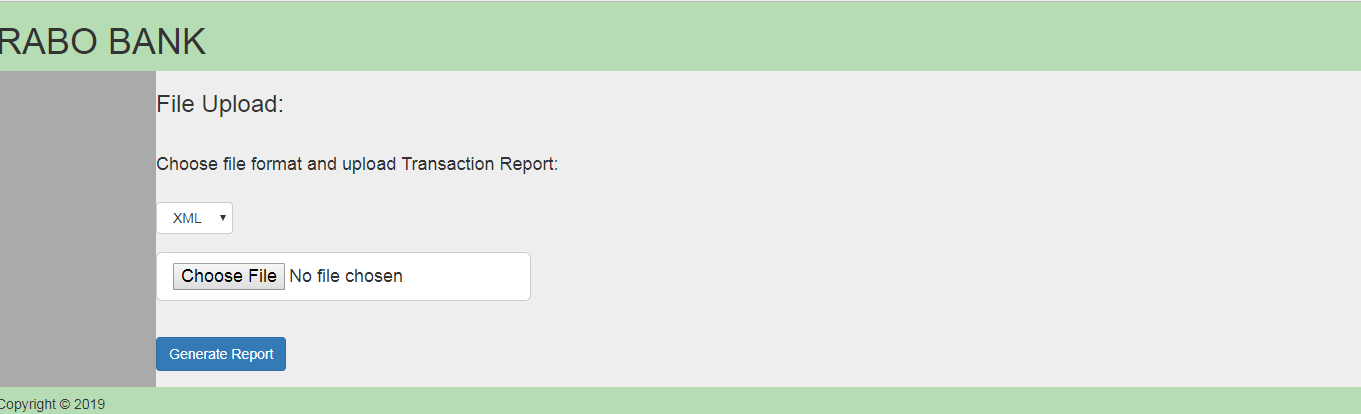 RABO BANK
File Upload:
Choose file format and upload Transaction Report:
XML
Choose File No file chosen
Generate Report
Copyright © 2019